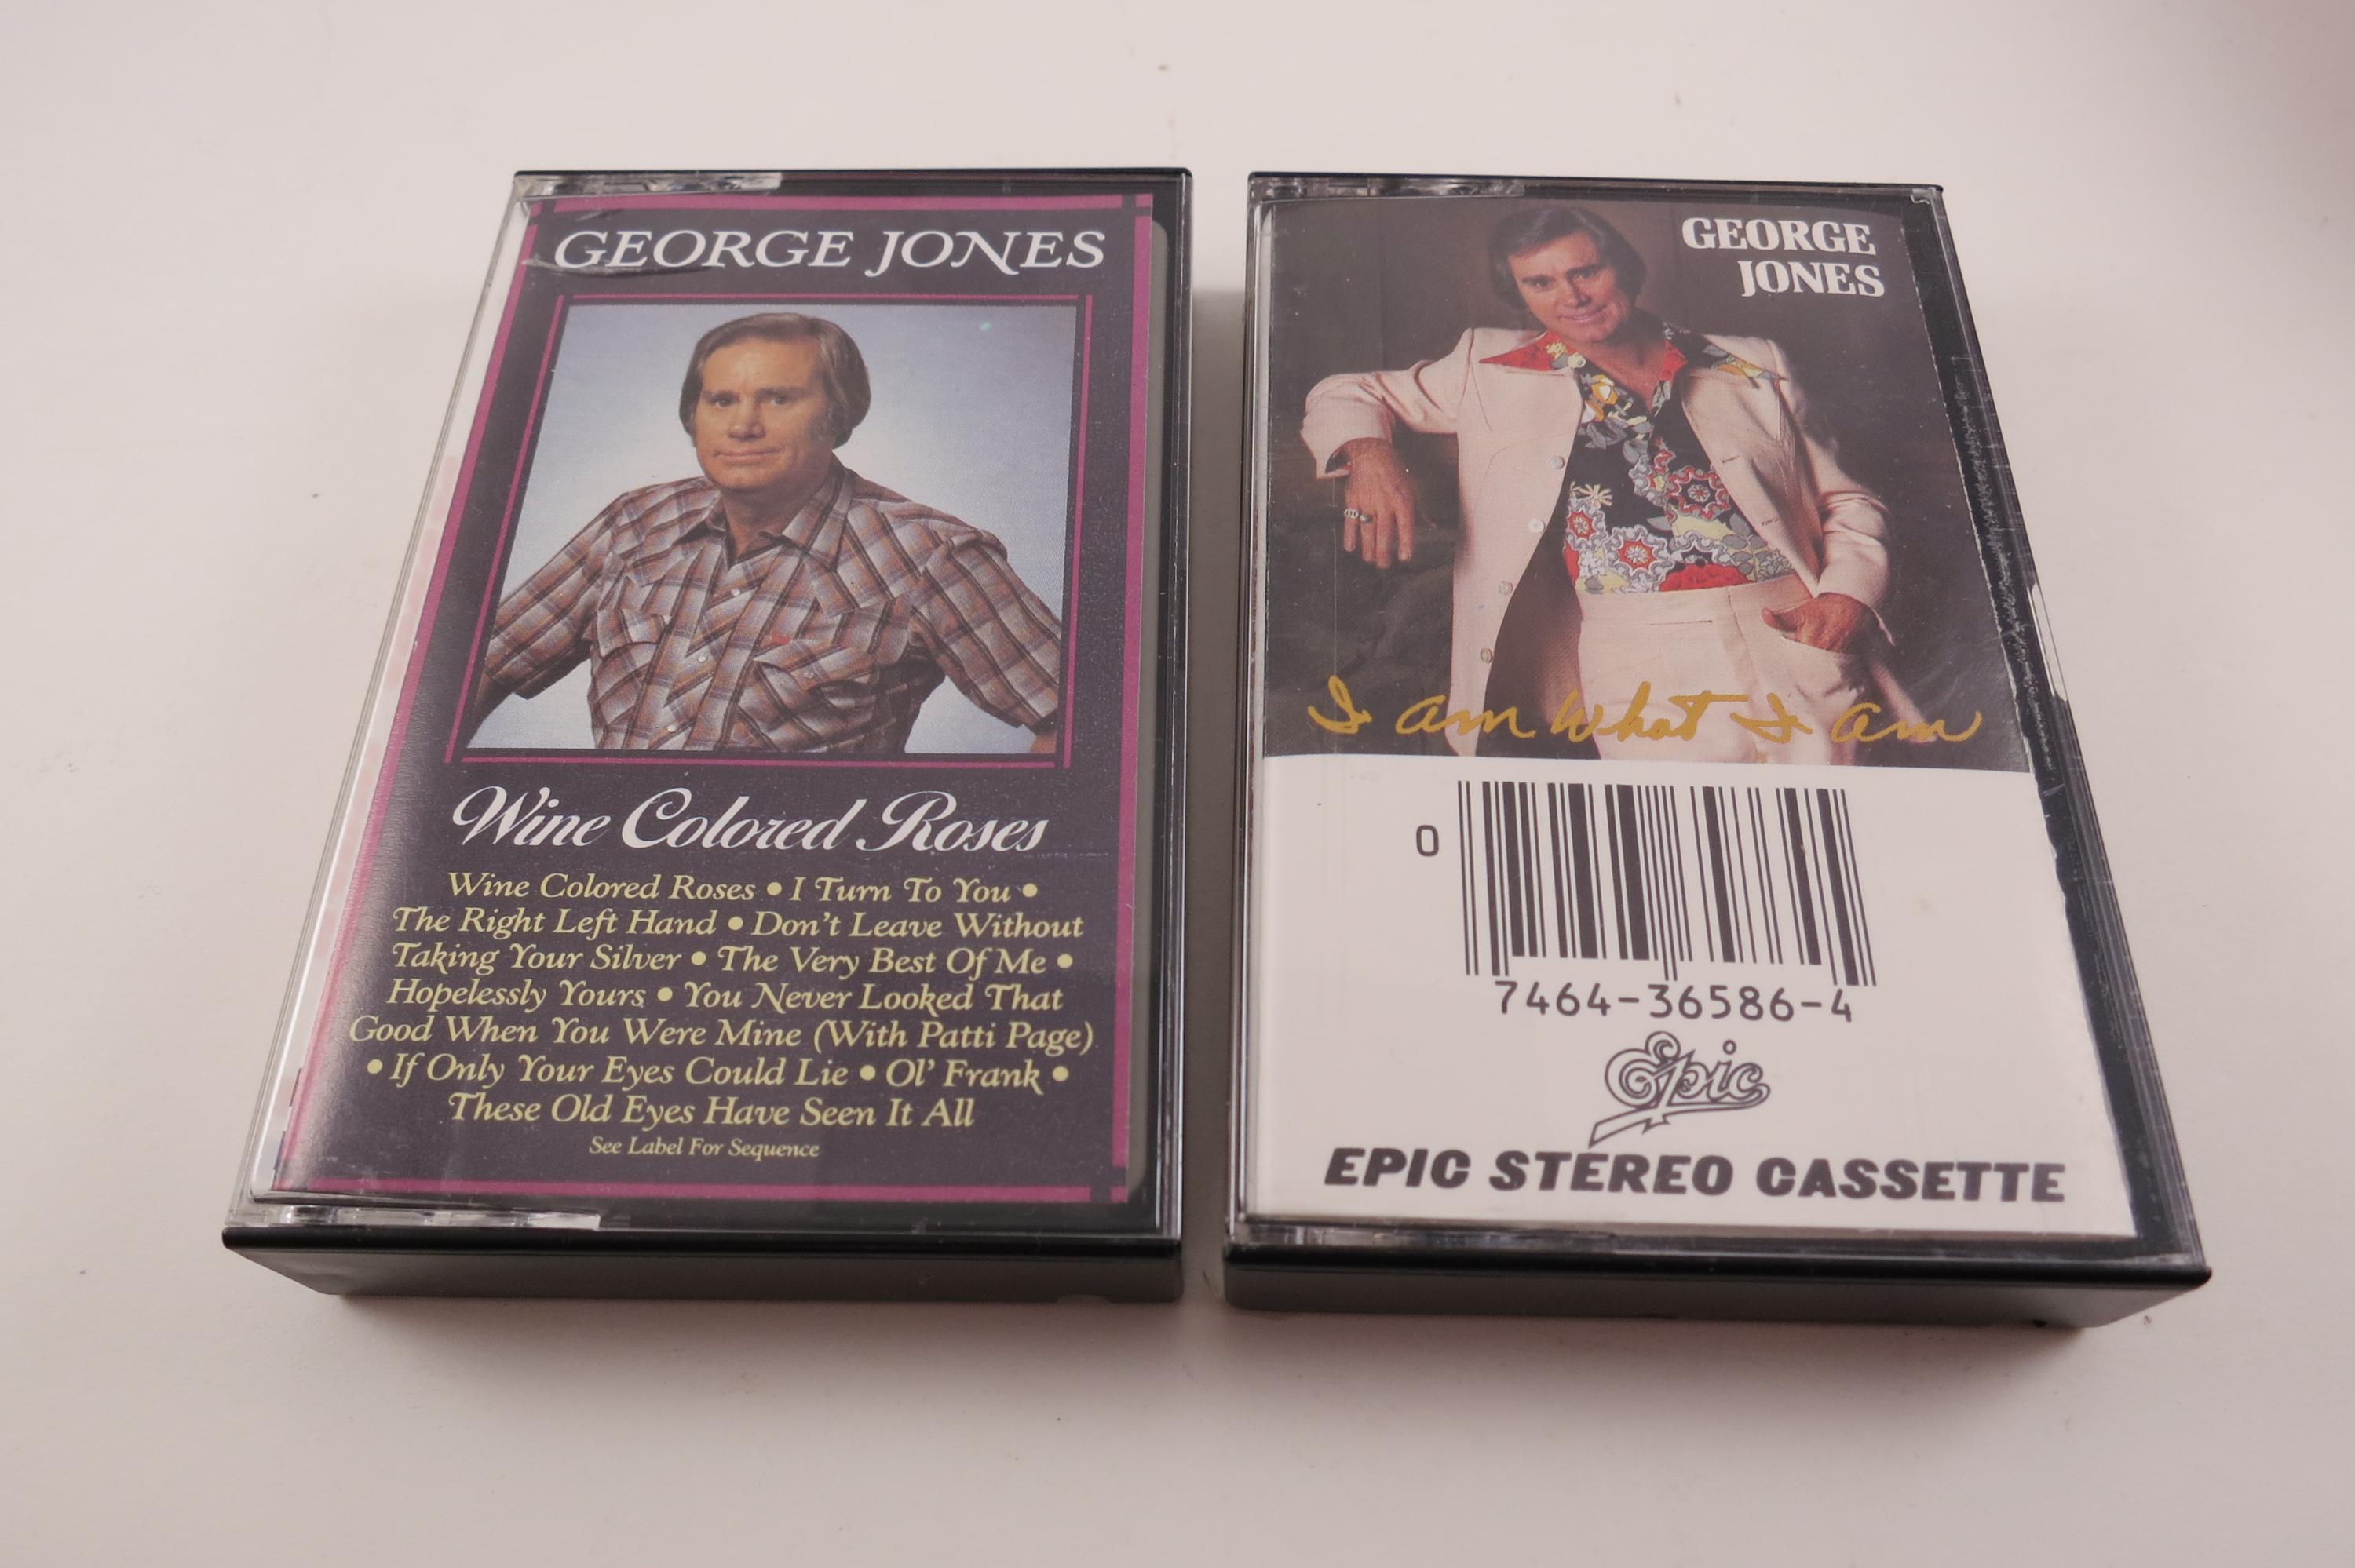 GEORGE JONES
Wine Colored Roses
Wine Colored Roses • I Turn To You •
The Right Left Hand • Don't Leave Without
Taking Your Silver • The Very Best Of Me •
Hopelessly Yours • You Never Looked That
Good When You Were Mine (With Patti Page)
• If Only Your Eyes Could Lie • Ol' Frank •
These Old Eyes Have Seen It All
See Label For Sequence
GEORGE
JONES
I am What I am
0
7464-36586-4
Epic
EPIC STEREO CASSETTE